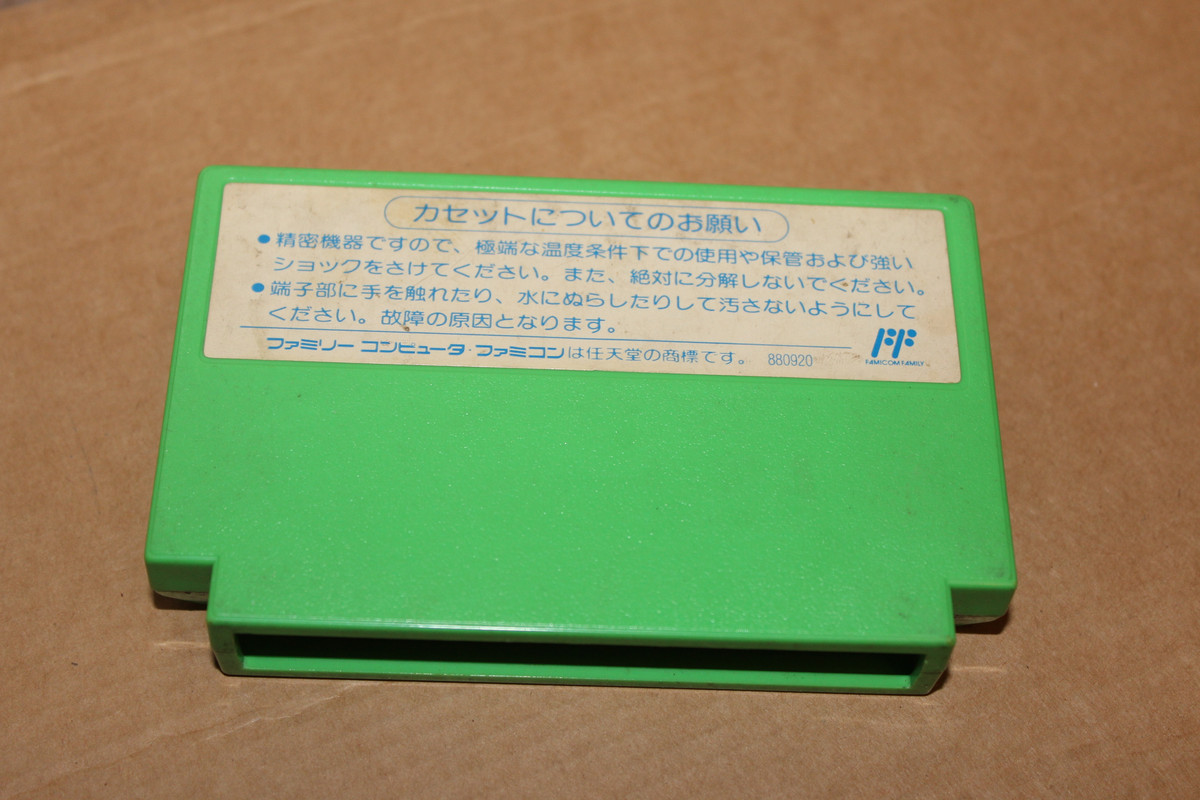 カセットについてのお願い
●精密機器ですので、極端な温度条件下での使用や保管および強い
ショックをさけてください。また、絶対に分解しないでください。
●端子部に手を触れたり、水にぬらしたりして汚さないようにして
ください。故障の原因となります。
ファミリー コンピュータ・ファミコンは任天堂の商標です。 880920
FAMICOM FAMILY